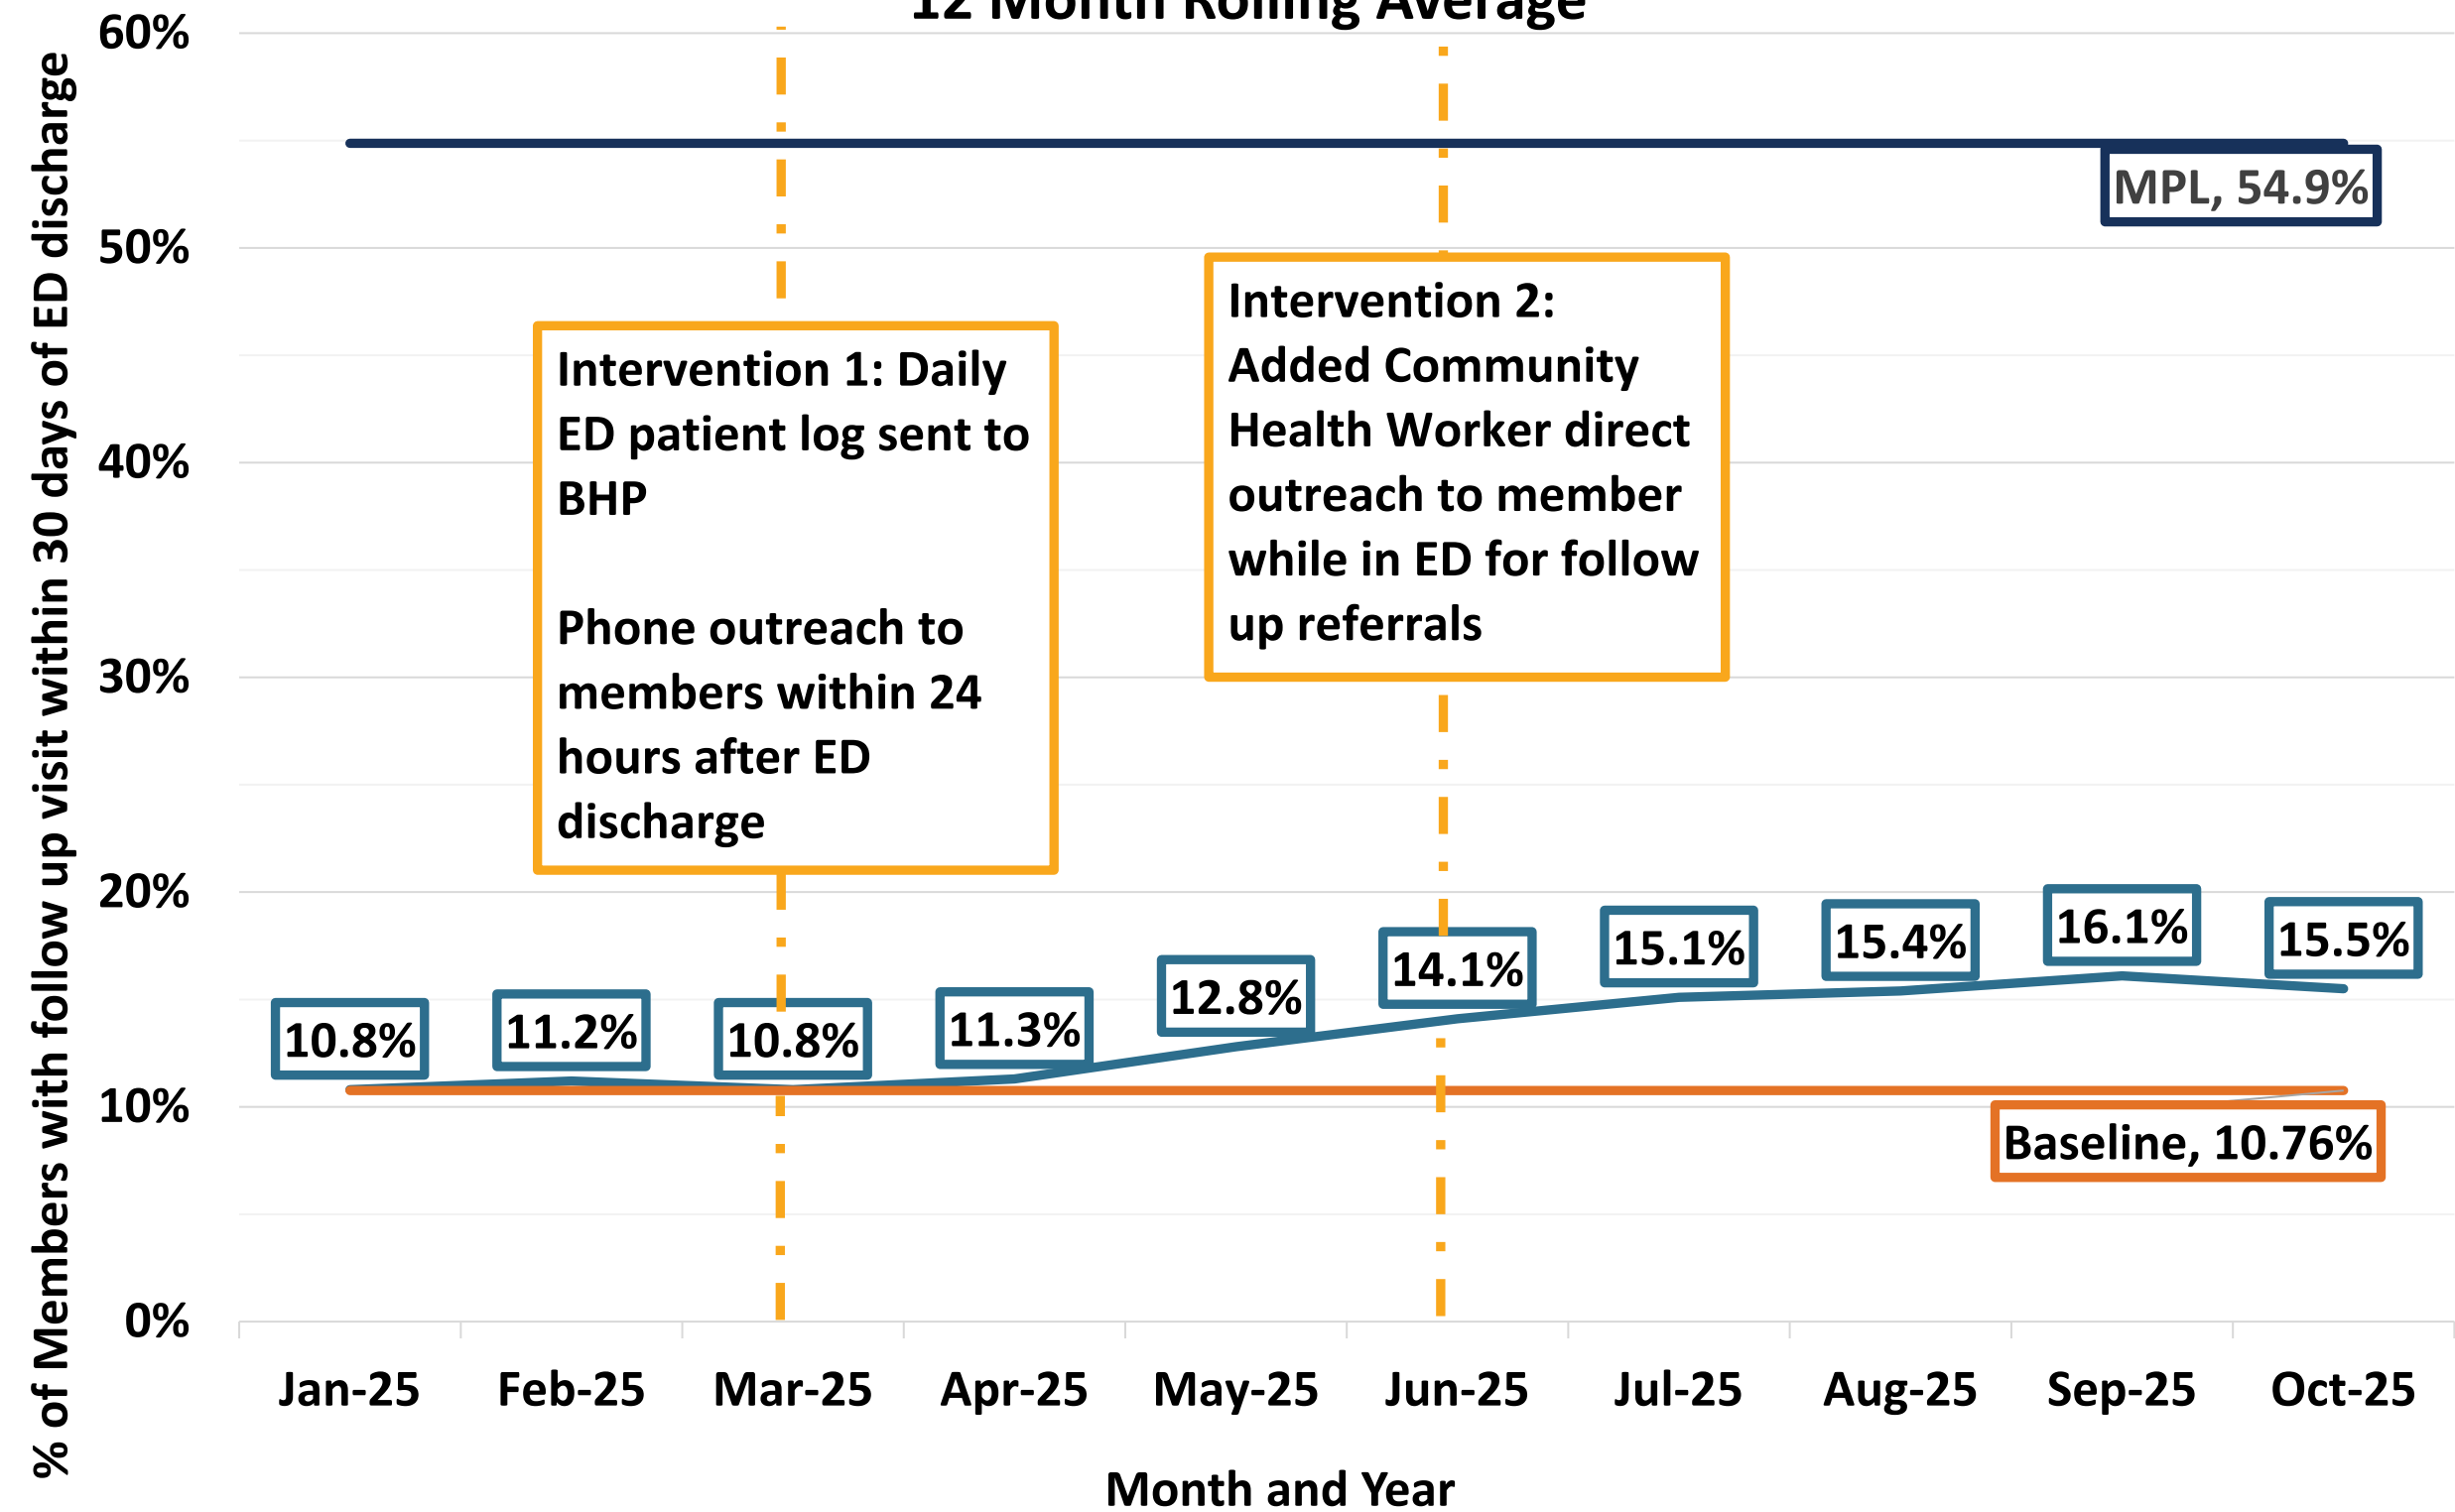 12 Month Rolling Average
% of Members with follow up visit within 30 days of ED discharge
60%
50%
40%
30%
20%
10%
0%
MPL, 54.9%
Intervention 1: Daily
ED patient log sent to
BHP
Phone outreach to
members within 24
hours after ED
discharge
Intervention 2:
Added Community
Health Worker direct
outreach to member
while in ED for follow
up referrals
10.8%
11.2%
10.8%
11.3%
12.8%
14.1%
15.1%
15.4%
16.1%
15.5%
Baseline, 10.76%
Jan-25
Feb-25
Mar-25
Apr-25
May-25
Jun-25
Jul-25
Aug-25
Sep-25
Oct-25
Month and Year